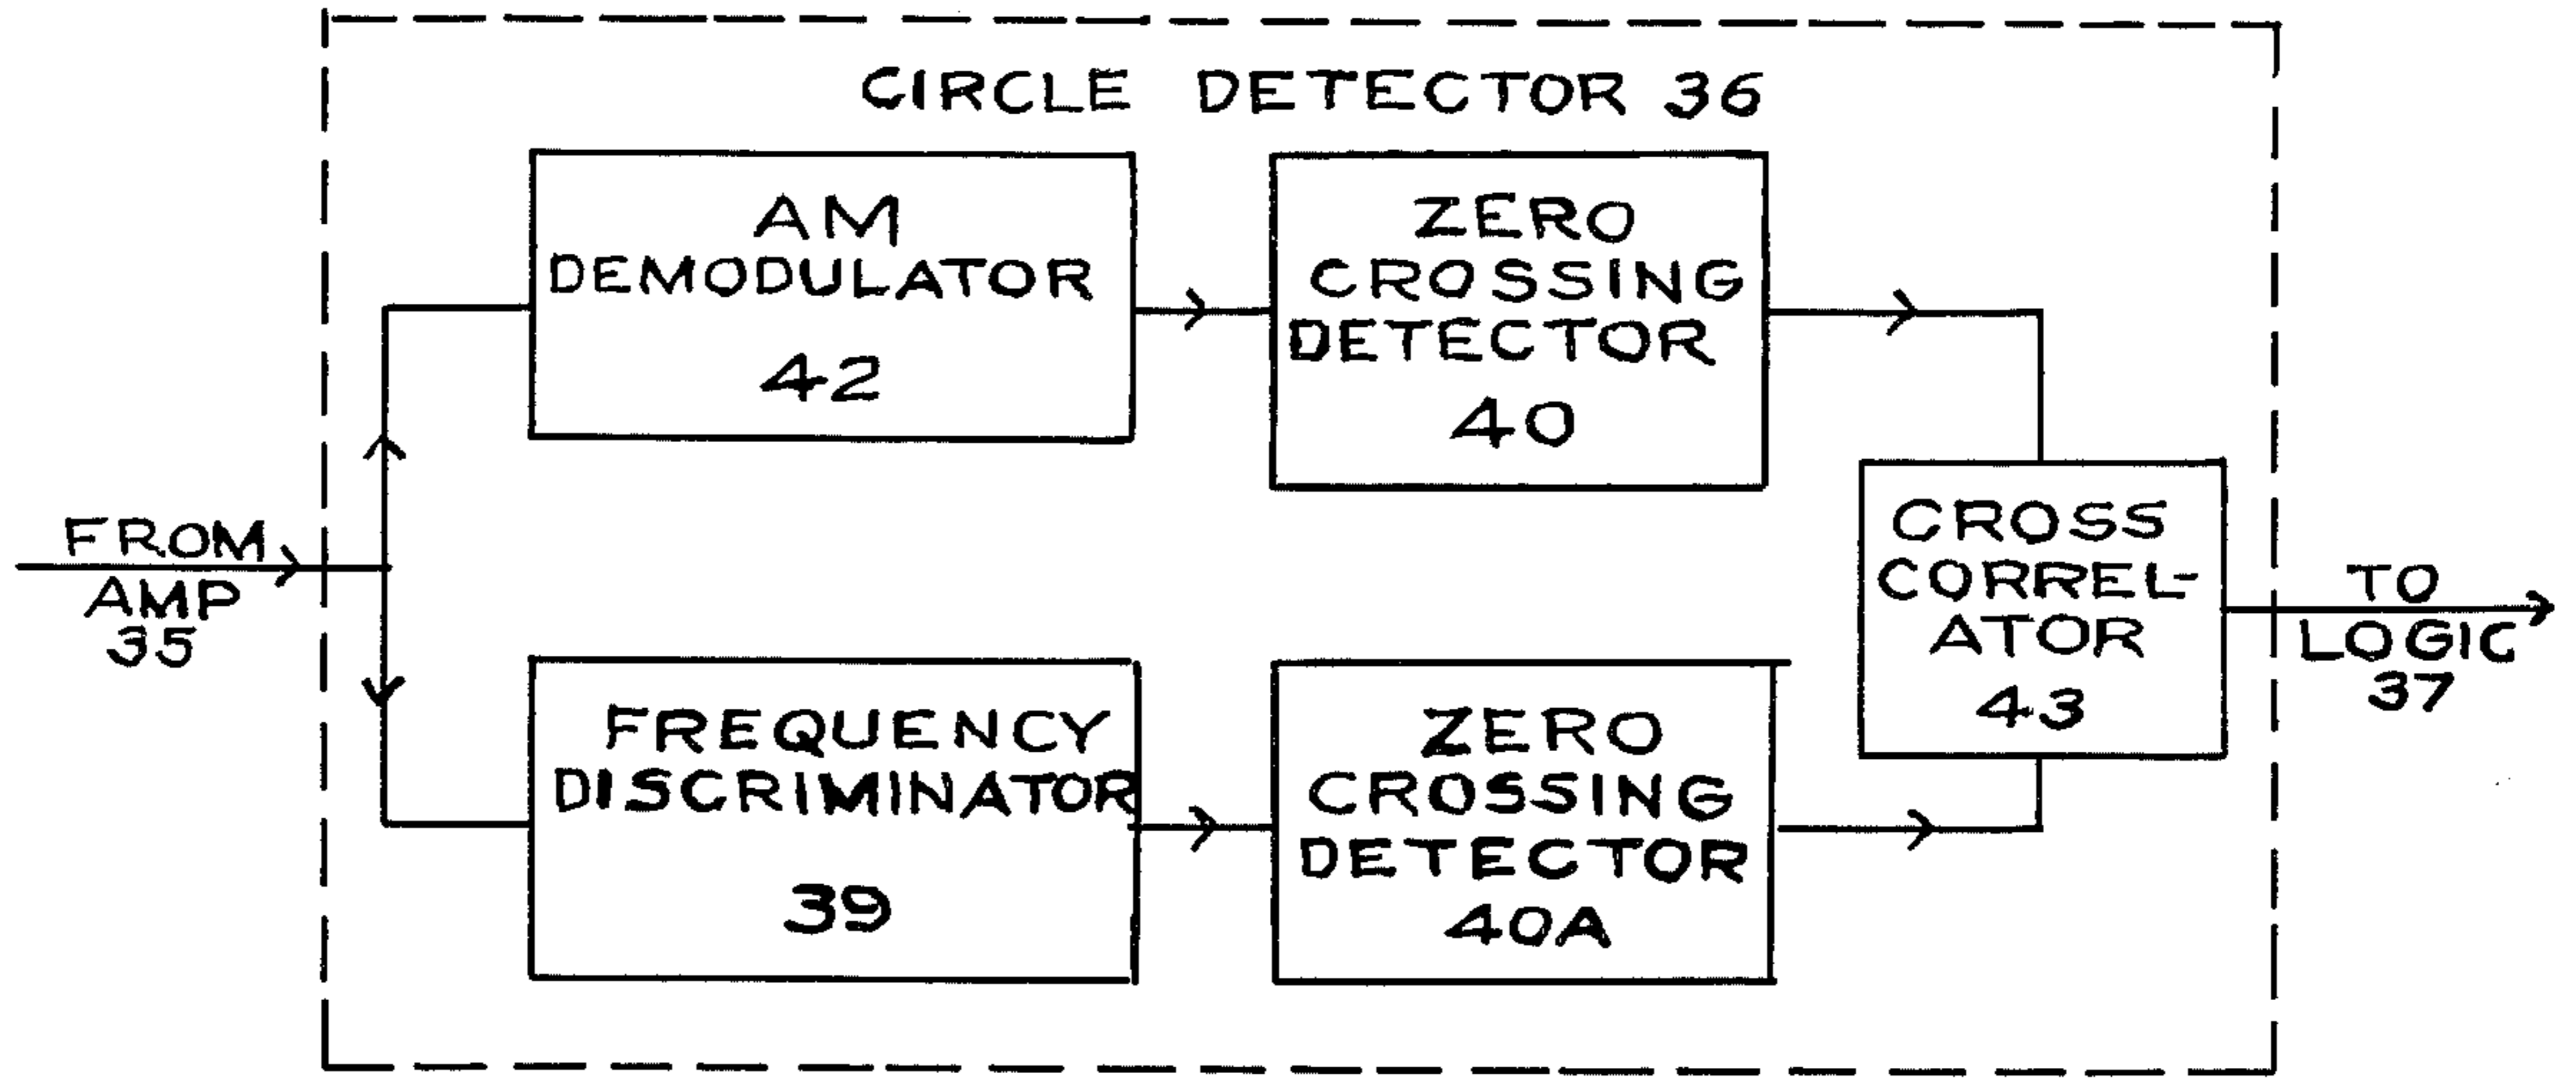 CIRCLE DETECTOR 36
AM
DEMODULATOR
42
ZERO
CROSSING
DETECTOR
40
FROM
AMP
35
CROSS
CORREL-
ATOR
43
TO
LOGIC
37
FREQUENCY
DISCRIMINATOR
39
ZERO
CROSSING
DETECTOR
40A